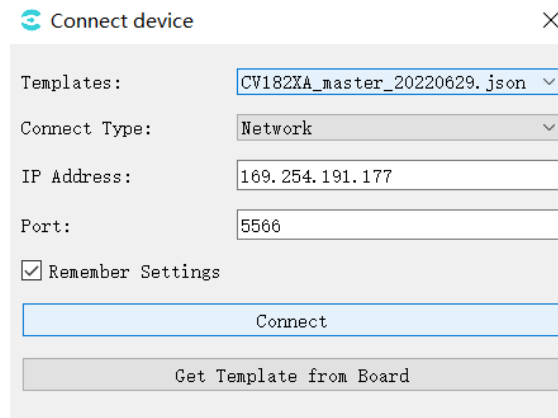 Connect device
Templates: CV182XA_master_20220629.json
Connect Type: Network
IP Address: 169.254.191.177
Port: 5566
Remember Settings
Connect
Get Template from Board